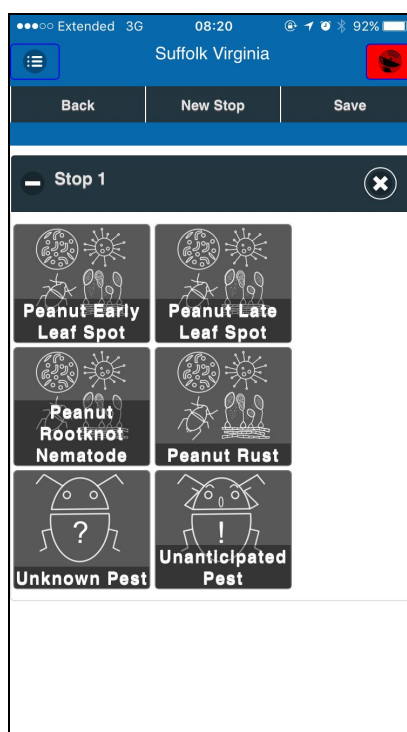 ●●●○○ Extended 3G 08:20 92%
Suffolk Virginia
Back New Stop Save
Stop 1
Peanut Early
Leaf Spot
Peanut Late
Leaf Spot
Peanut
Rootknot
Nematode
Peanut Rust
?
Unknown Pest
!
Unanticipated
Pest